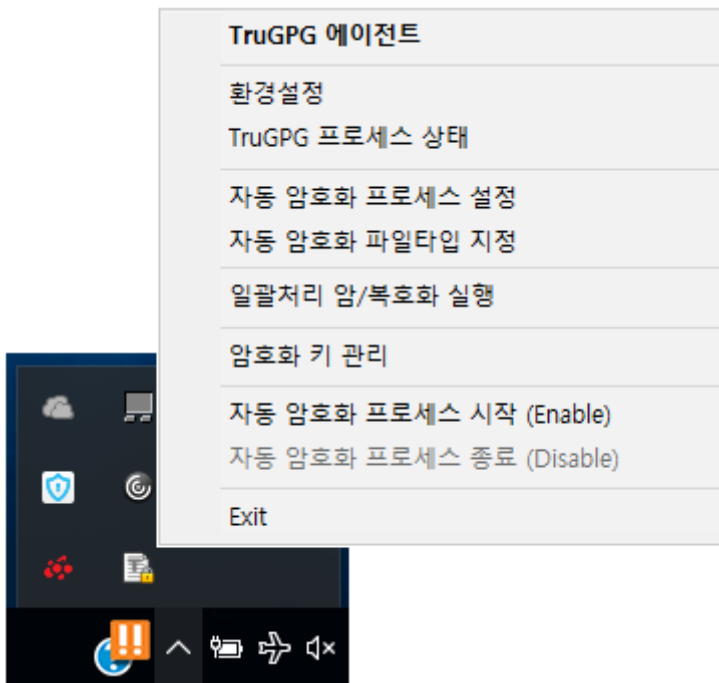 TruGPG 에이전트
환경설정
TruGPG 프로세스 상태
자동 암호화 프로세스 설정
자동 암호화 파일타입 지정
일괄처리 암/복호화 실행
암호화 키 관리
자동 암호화 프로세스 시작 (Enable)
자동 암호화 프로세스 종료 (Disable)
Exit